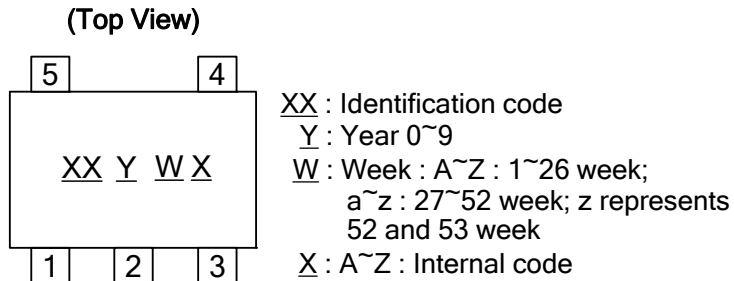 (Top View)
5 4
XX : Identification code
Y : Year 0~9
XX Y W X
W : Week : A~Z : 1~26 week;
a~z : 27~52 week; z represents
52 and 53 week
1 2 3
X : A~Z : Internal code